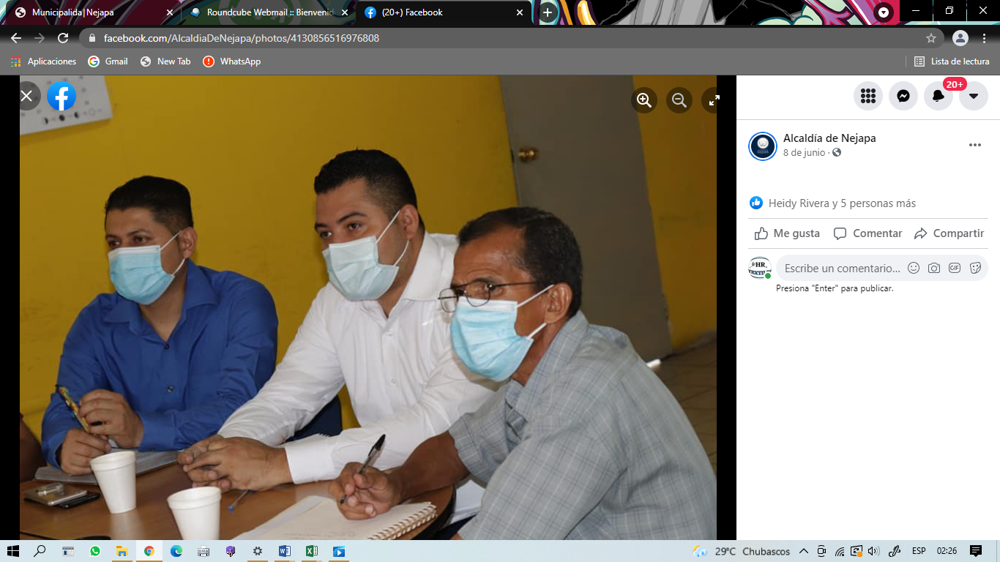 Municipalida|Nejapa
Roundcube Webmail :: Bienvenid
(20+) Facebook
facebook.com/AlcaldiaDeNejapa/photos/4130856516976808
Aplicaciones
Gmail
New Tab
WhatsApp
Lista de lectura
20+
Alcaldía de Nejapa
8 de junio ·
Heidy Rivera y 5 personas más
Me gusta
Comentar
Compartir
Escribe un comentario...
GIF
Presiona "Enter" para publicar.
29°C Chubascos
ESP
02:26